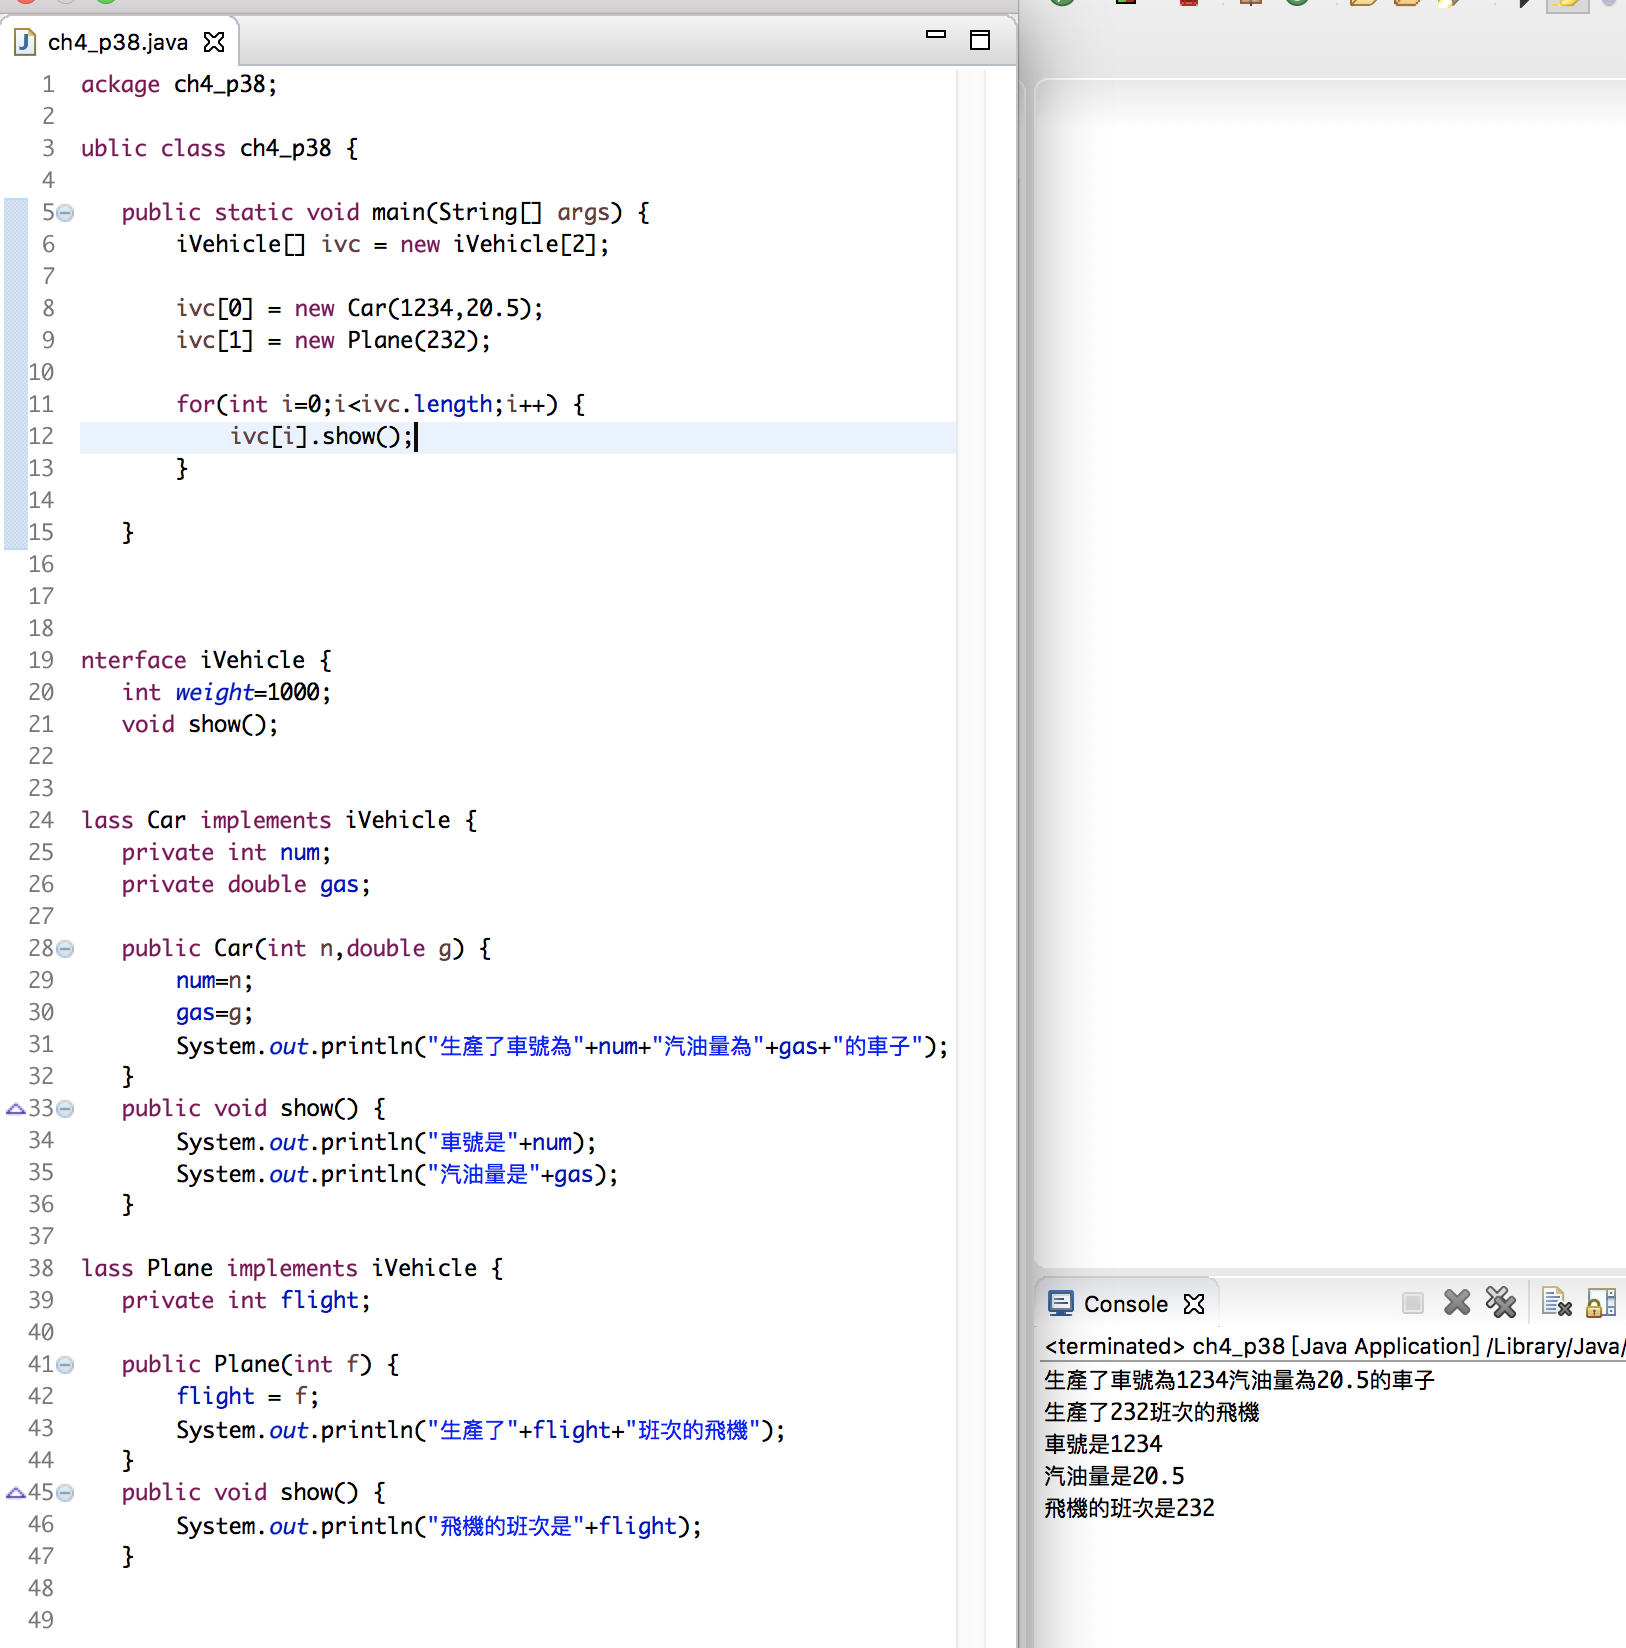 ch4_p38.java
1 ackage ch4_p38;
2
3 ublic class ch4_p38 {
4
5 public static void main(String[] args) {
6 iVehicle[] ivc = new iVehicle[2];
7
8 ivc[0] = new Car(1234,20.5);
9 ivc[1] = new Plane(232);
10
11 for(int i=0;i<ivc.length;i++) {
12 ivc[i].show();
13 }
14
15 }
16
17
18
19 nterface iVehicle {
20 int weight=1000;
21 void show();
22
23
24 lass Car implements iVehicle {
25 private int num;
26 private double gas;
27
28 public Car(int n,double g) {
29 num=n;
30 gas=g;
31 System.out.println("生產了車號為"+num+"汽油量為"+gas+"的車子");
32 }
33 public void show() {
34 System.out.println("車號是"+num);
35 System.out.println("汽油量是"+gas);
36 }
37
38 lass Plane implements iVehicle {
39 private int flight;
40
41 public Plane(int f) {
42 flight = f;
43 System.out.println("生產了"+flight+"班次的飛機");
44 }
45 public void show() {
46 System.out.println("飛機的班次是"+flight);
47 }
48
49
Console
<terminated> ch4_p38 [Java Application] /Library/Java/
生產了車號為1234汽油量為20.5的車子
生產了232班次的飛機
車號是1234
汽油量是20.5
飛機的班次是232